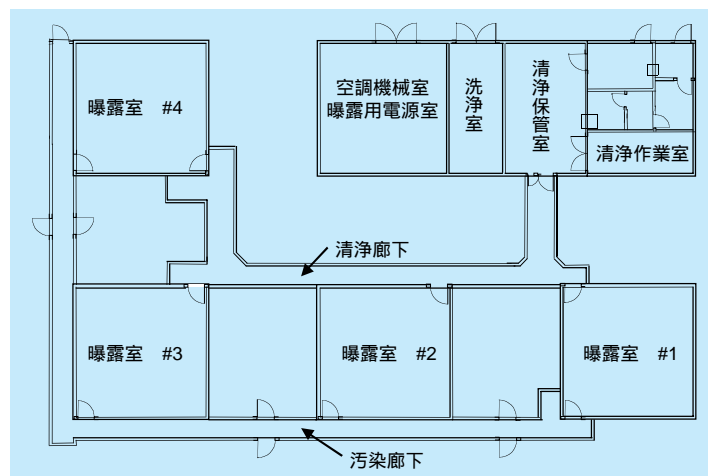 曝露室 #4
空調機械室
曝露用電源室
洗浄室
清浄保管室
清浄作業室
清浄廊下
曝露室 #3
曝露室 #2
曝露室 #1
汚染廊下